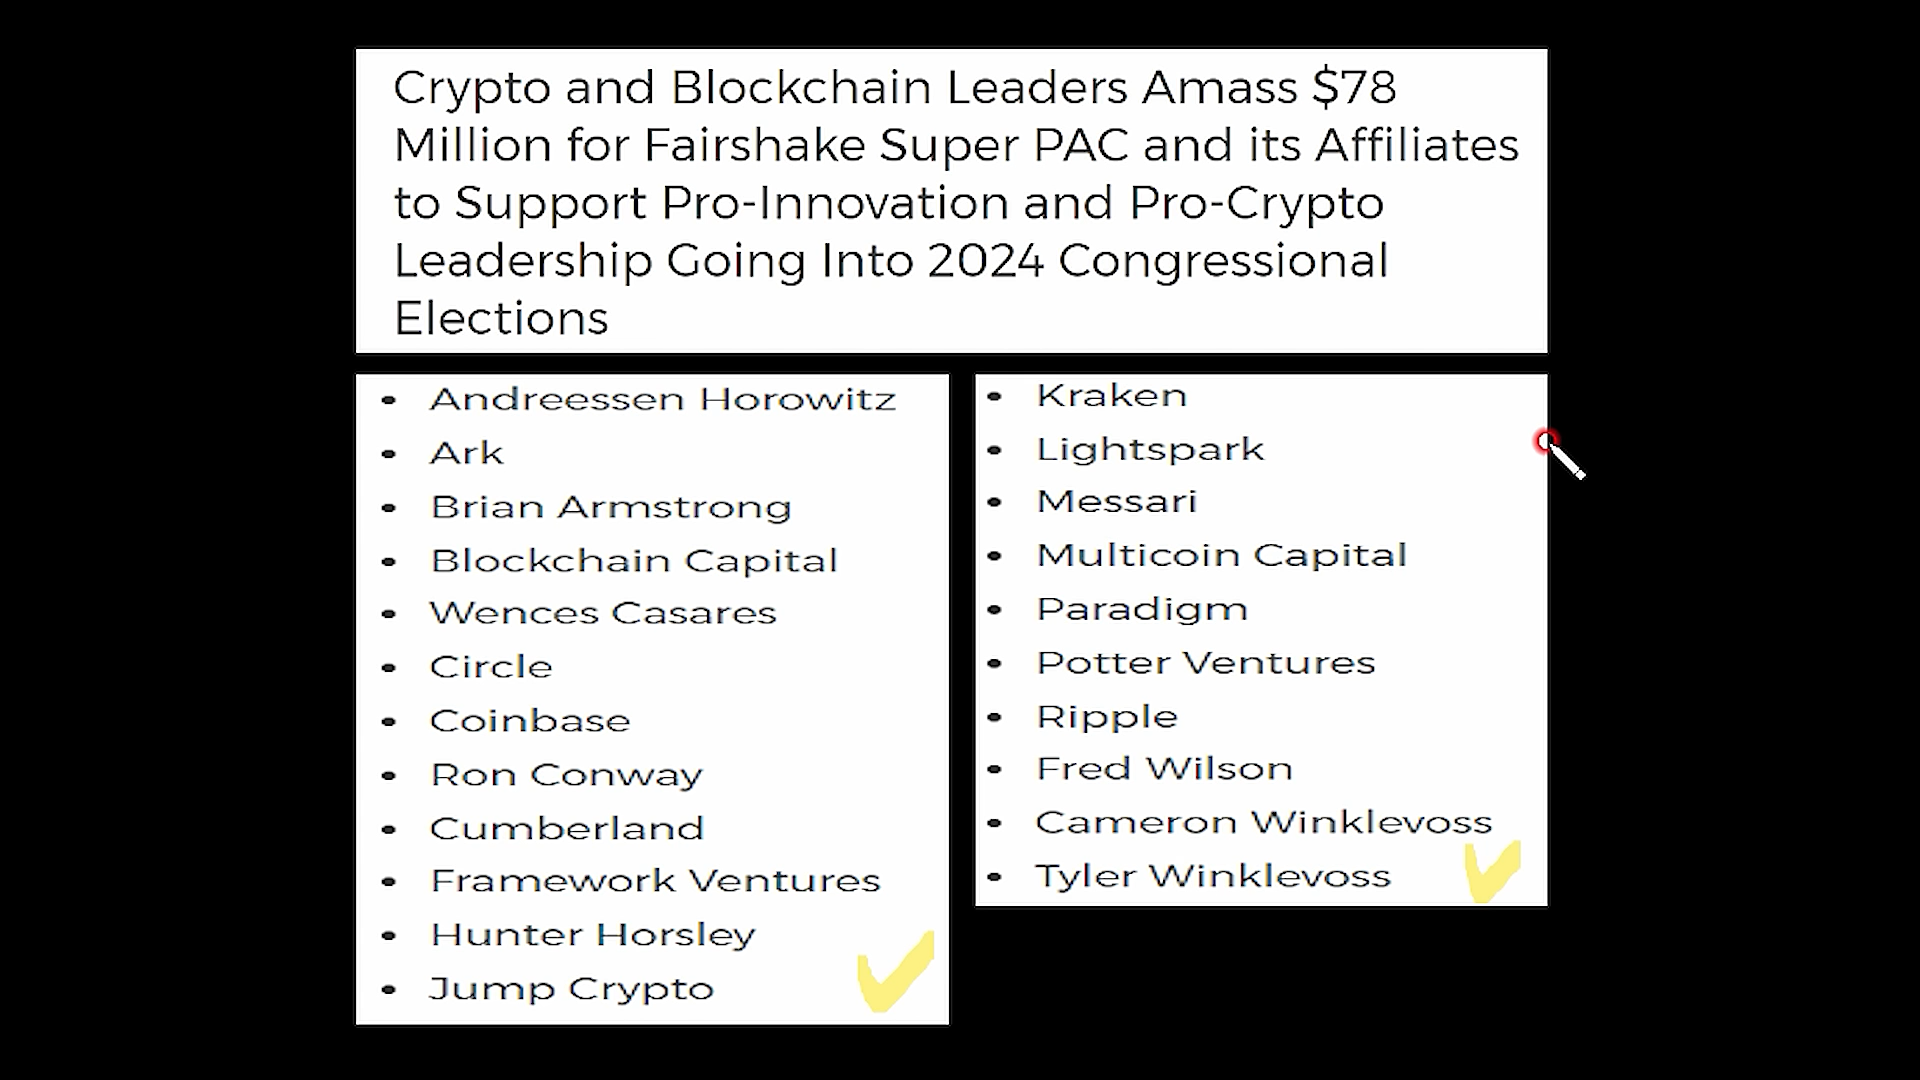 Crypto and Blockchain Leaders Amass $78
Million for Fairshake Super PAC and its Affiliates
to Support Pro-Innovation and Pro-Crypto
Leadership Going Into 2024 Congressional
Elections
• Andreessen Horowitz
• Ark
• Brian Armstrong
• Blockchain Capital
• Wences Casares
• Circle
• Coinbase
• Ron Conway
• Cumberland
• Framework Ventures
• Hunter Horsley
• Jump Crypto
• Kraken
• Lightspark
• Messari
• Multicoin Capital
• Paradigm
• Potter Ventures
• Ripple
• Fred Wilson
• Cameron Winklevoss
• Tyler Winklevoss